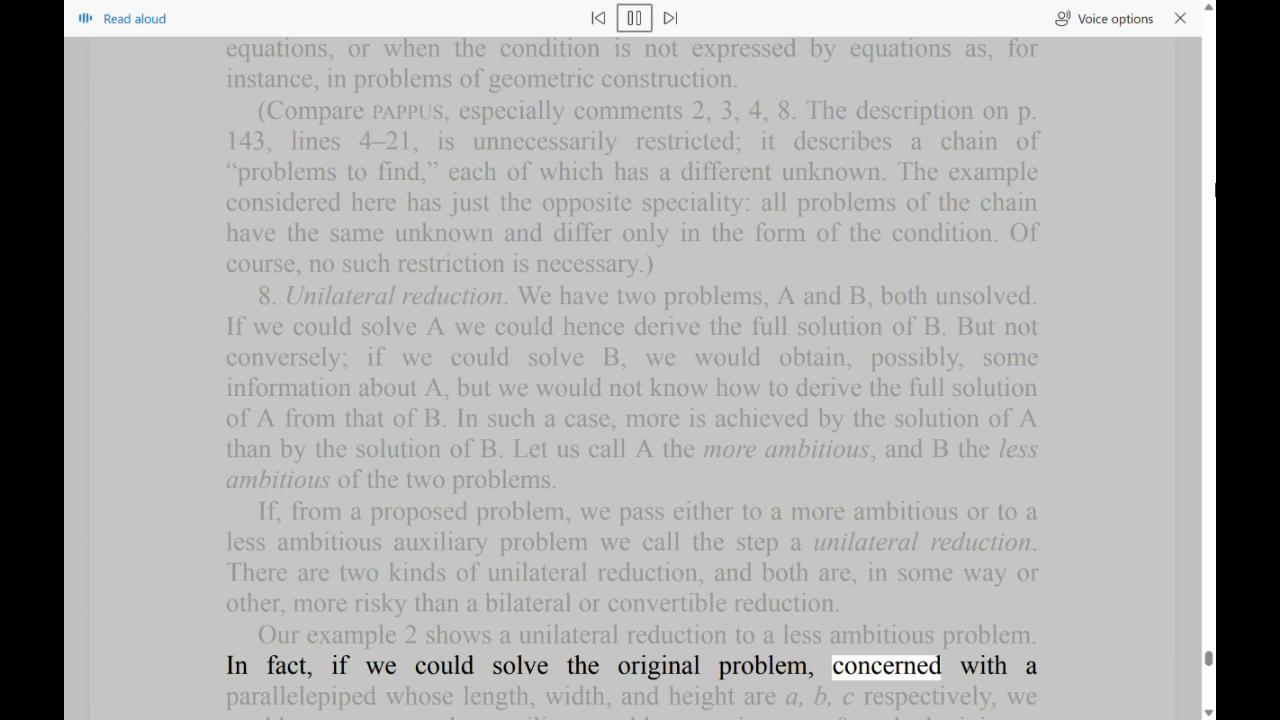 Read aloud
Voice options
equations, or when the condition is not expressed by equations as, for
instance, in problems of geometric construction.
(Compare PAPPUS, especially comments 2, 3, 4, 8. The description on p.
143, lines 4–21, is unnecessarily restricted; it describes a chain of
“problems to find,” each of which has a different unknown. The example
considered here has just the opposite speciality: all problems of the chain
have the same unknown and differ only in the form of the condition. Of
course, no such restriction is necessary.)
8. Unilateral reduction. We have two problems, A and B, both unsolved.
If we could solve A we could hence derive the full solution of B. But not
conversely; if we could solve B, we would obtain, possibly, some
information about A, but we would not know how to derive the full solution
of A from that of B. In such a case, more is achieved by the solution of A
than by the solution of B. Let us call A the more ambitious, and B the less
ambitious of the two problems.
If, from a proposed problem, we pass either to a more ambitious or to a
less ambitious auxiliary problem we call the step a unilateral reduction.
There are two kinds of unilateral reduction, and both are, in some way or
other, more risky than a bilateral or convertible reduction.
Our example 2 shows a unilateral reduction to a less ambitious problem.
In fact, if we could solve the original problem, concerned with a
parallelepiped whose length, width, and height are a, b, c respectively, we